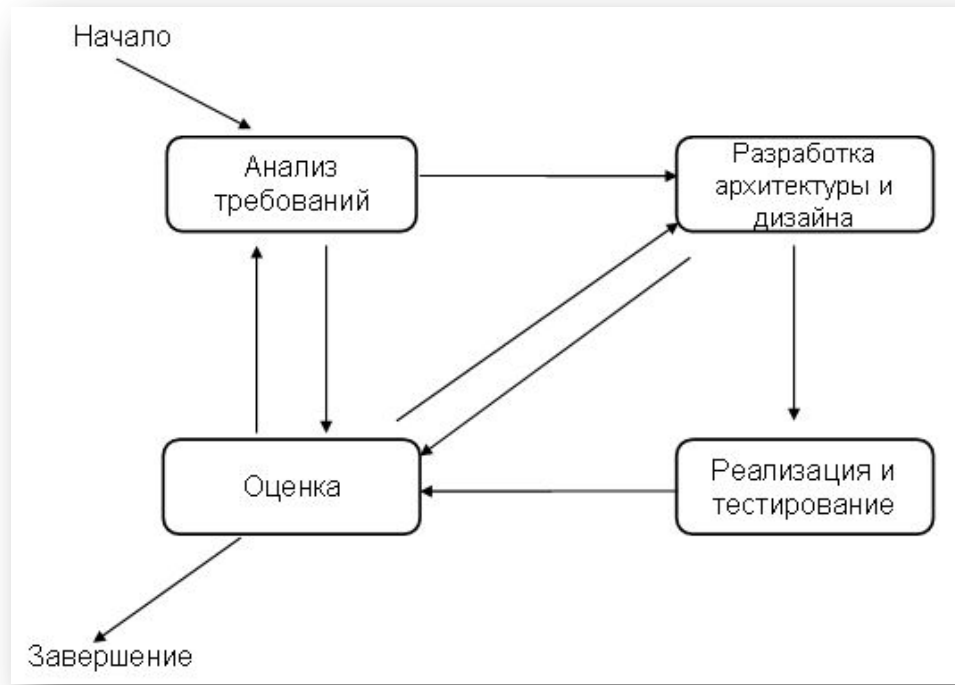 Начало
Анализ
требований
Разработка
архитектуры и
дизайна
Оценка
Реализация и
тестирование
Завершение